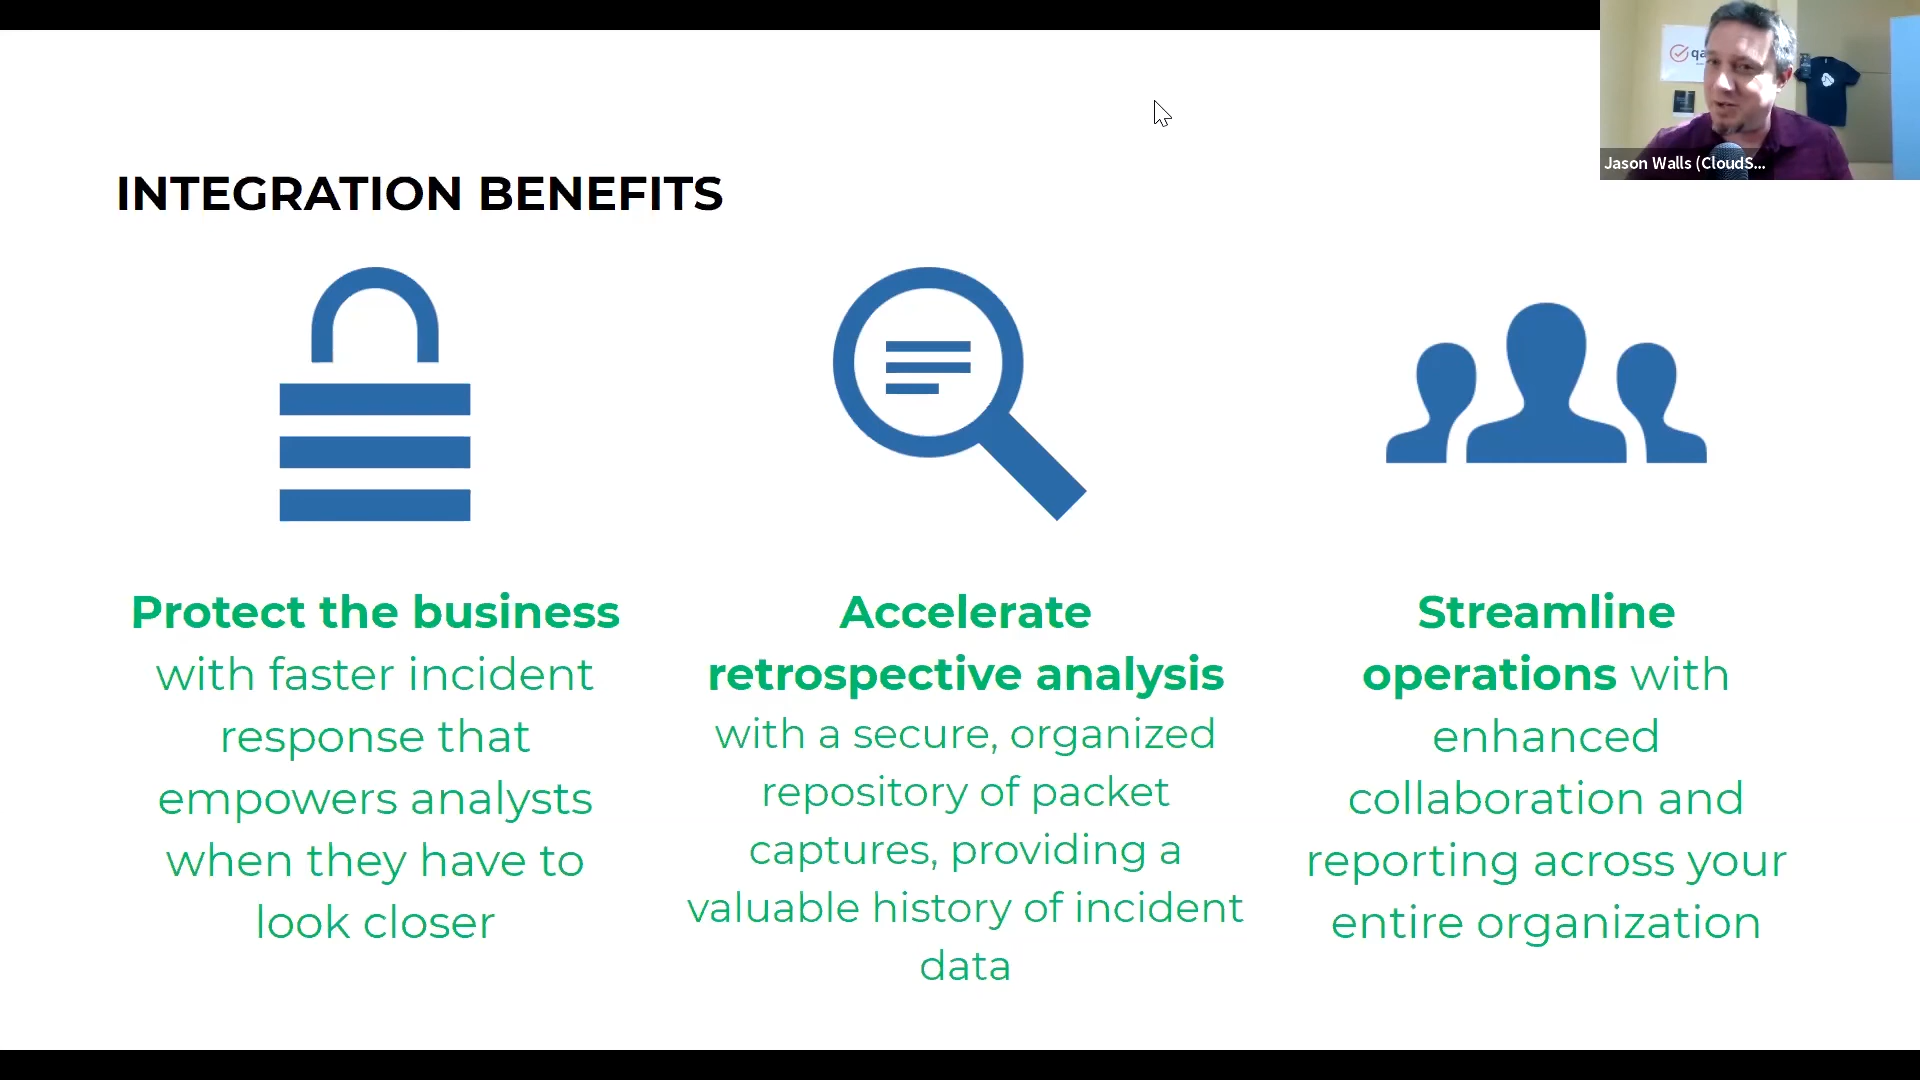 INTEGRATION BENEFITS
Jason Walls (CloudS...
Protect the business
with faster incident
response that
empowers analysts
when they have to
look closer
Accelerate
retrospective analysis
with a secure, organized
repository of packet
captures, providing a
valuable history of incident
data
Streamline
operations with
enhanced
collaboration and
reporting across your
entire organization